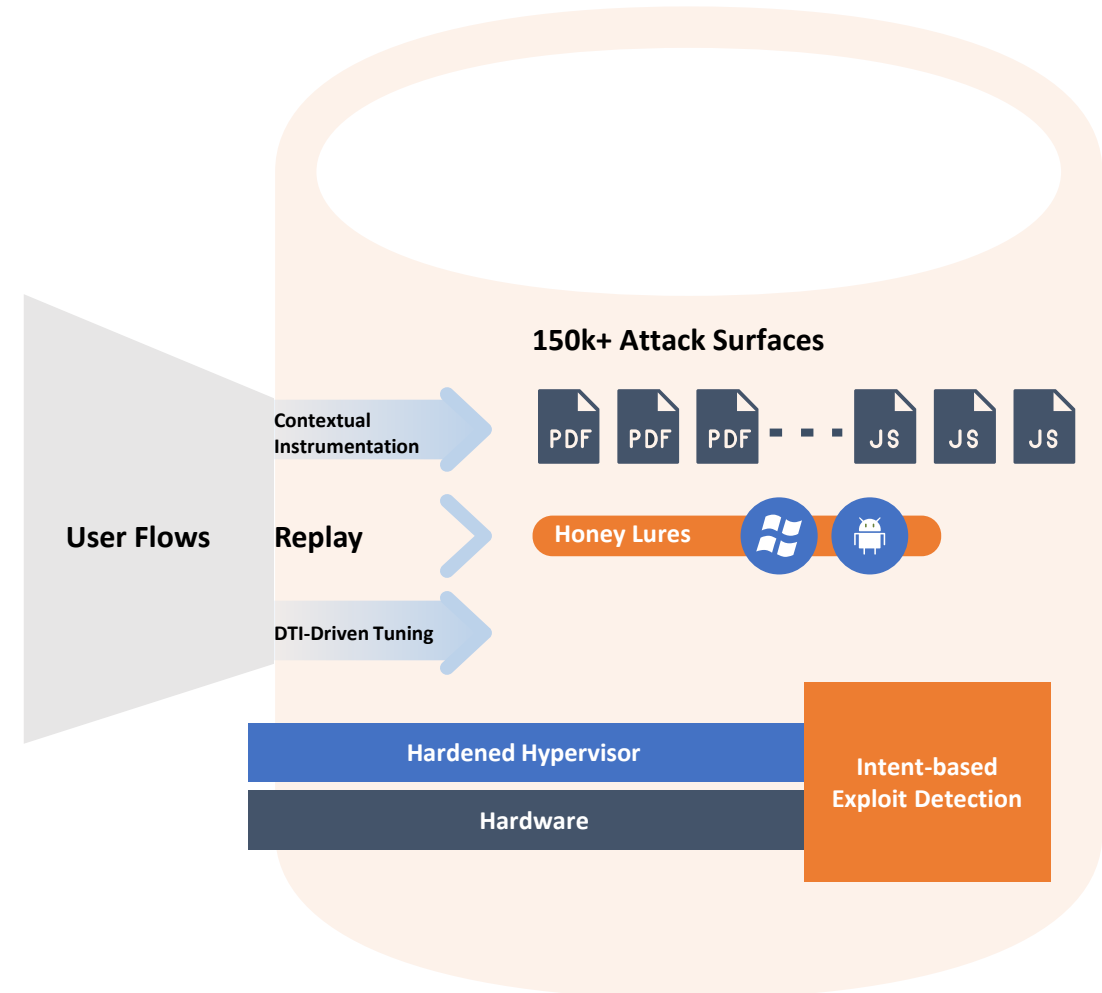 150k+ Attack Surfaces
Contextual
Instrumentation
PDF PDF PDF JS JS JS
User Flows
Replay
Honey Lures
DTI-Driven Tuning
Hardened Hypervisor
Intent-based
Exploit Detection
Hardware